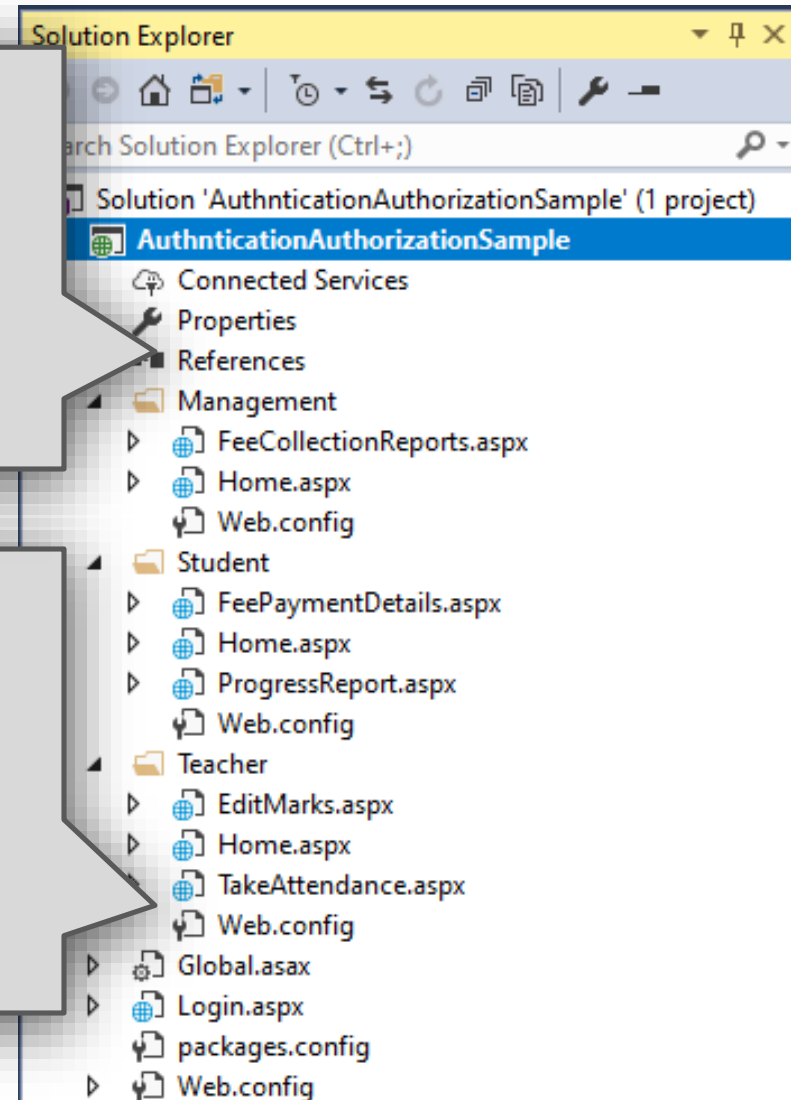 Solution Explorer
arch Solution Explorer (Ctrl+;)
Solution 'AuthnticationAuthorizationSample' (1 project)
AuthnticationAuthorizationSample
Connected Services
Properties
References
Management
FeeCollectionReports.aspx
Home.aspx
Web.config
Student
FeePaymentDetails.aspx
Home.aspx
ProgressReport.aspx
Web.config
Teacher
EditMarks.aspx
Home.aspx
TakeAttendance.aspx
Web.config
Global.asax
Login.aspx
packages.config
Web.config